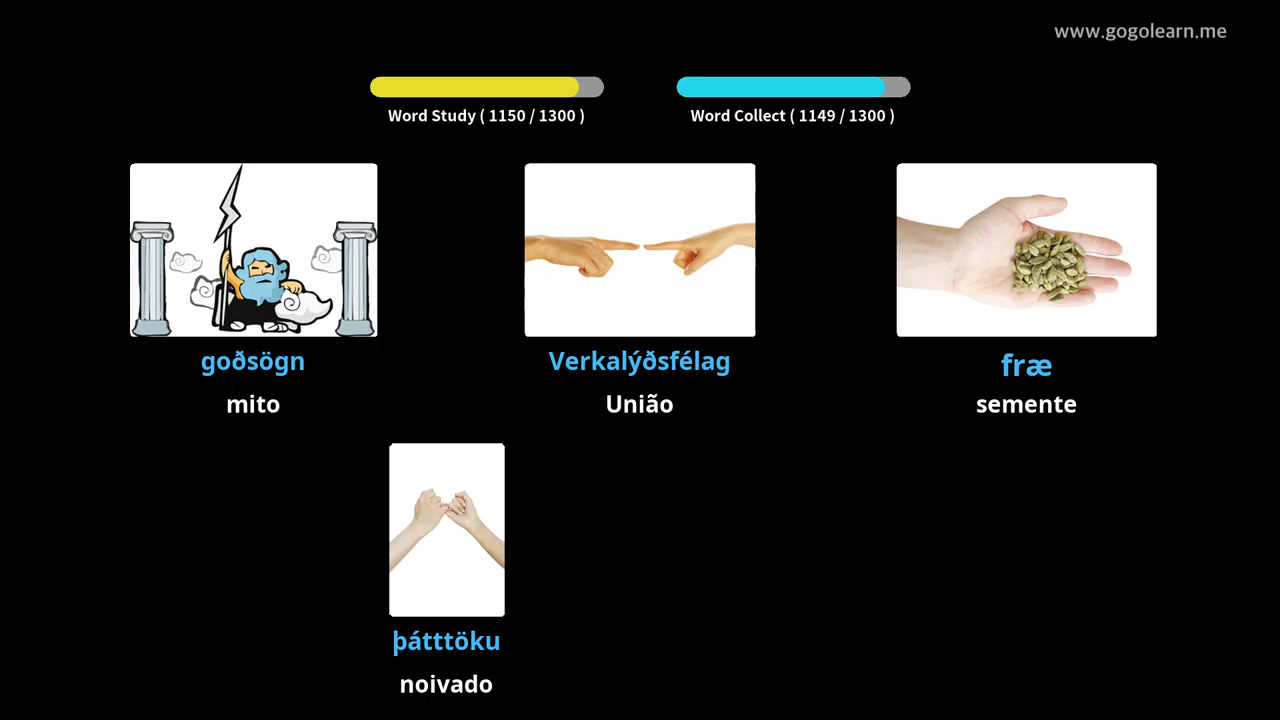 www.gogolearn.me
Word Study ( 1150 / 1300 )
Word Collect ( 1149 / 1300 )
goðsögn
mito
Verkalýðsfélag
União
fræ
semente
þátttöku
noivado